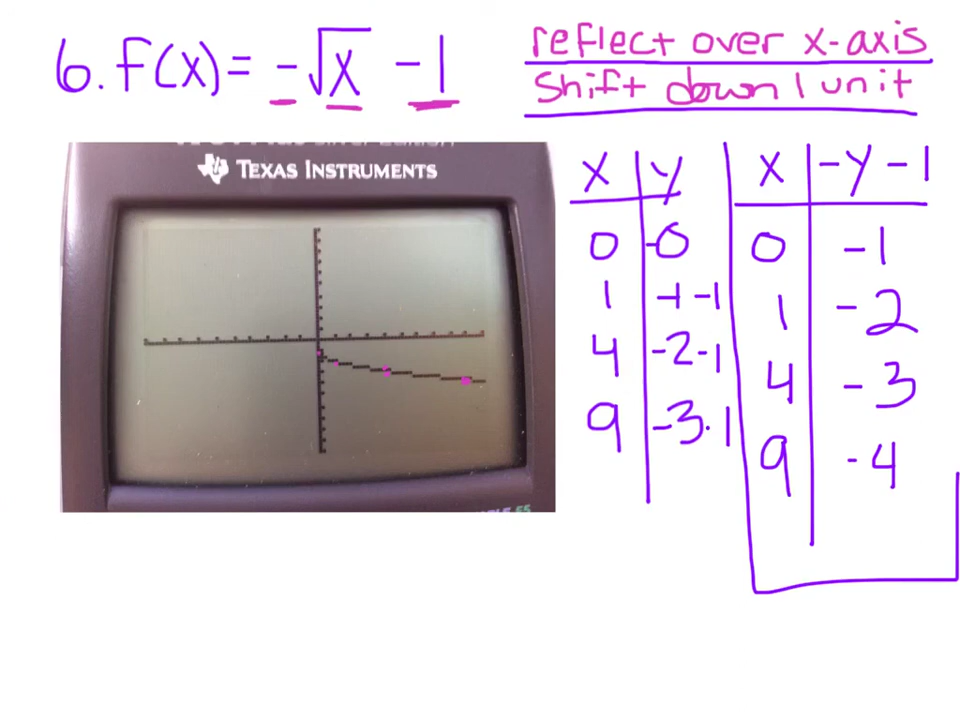 6. f(x) = -√x - 1
reflect over x-axis
shift down 1 unit
TEXAS INSTRUMENTS
x | y
0 | -0
1 | -1 -1
4 | -2 -1
9 | -3 · 1
x | -y - 1
0 | -1
1 | -2
4 | -3
9 | -4